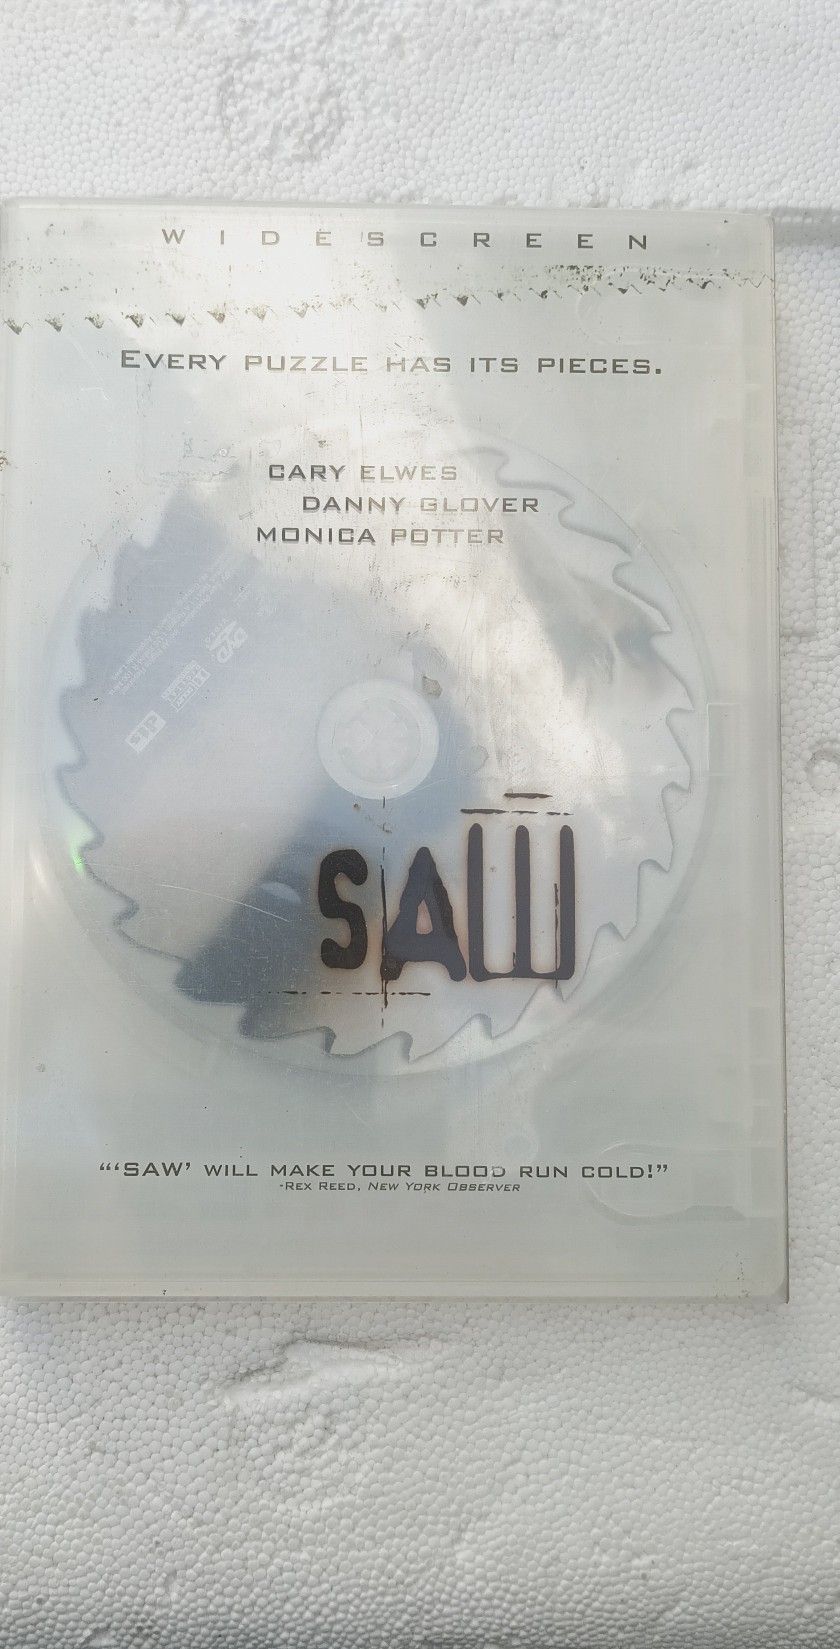 WIDESCREEN
EVERY PUZZLE HAS ITS PIECES.
CARY ELWES
DANNY GLOVER
MONICA POTTER
DVD
SAW
"'SAW' WILL MAKE YOUR BLOOD RUN COLD!"
-REX REED, NEW YORK OBSERVER